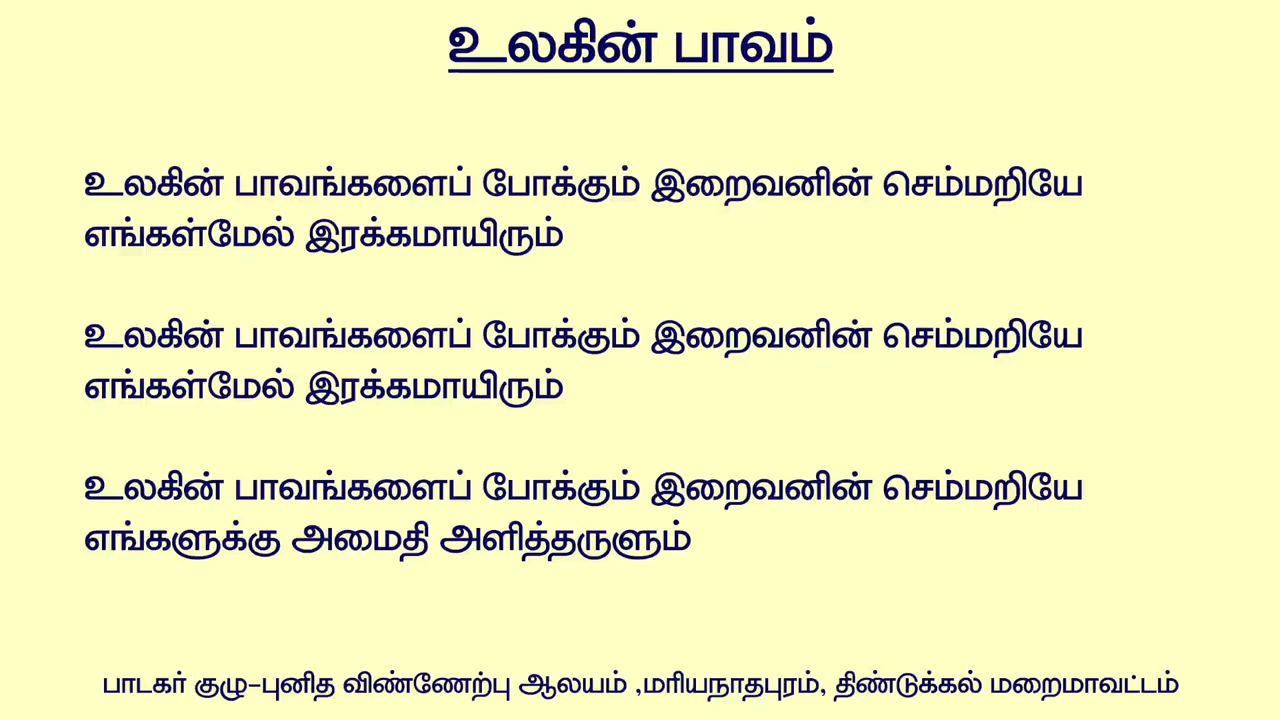 உலகின் பாவம்
உலகின் பாவங்களைப் போக்கும் இறைவனின் செம்மறியே
எங்கள்மேல் இரக்கமாயிரும்
உலகின் பாவங்களைப் போக்கும் இறைவனின் செம்மறியே
எங்கள்மேல் இரக்கமாயிரும்
உலகின் பாவங்களைப் போக்கும் இறைவனின் செம்மறியே
எங்களுக்கு அமைதி அளித்தருளும்
பாடகர் குழு-புனித விண்ணேற்பு ஆலயம் ,மரியநாதபுரம், திண்டுக்கல் மறைமாவட்டம்